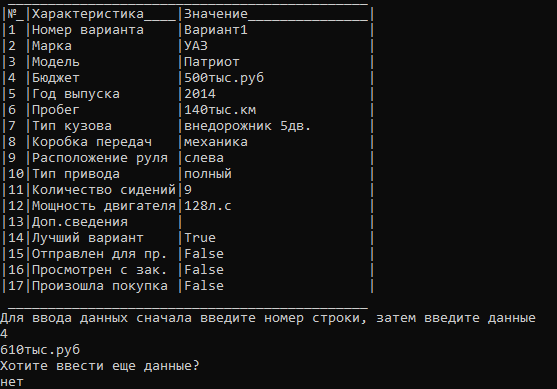 |№_|Характеристика____|Значение_______________|
|1 |Номер варианта    |Вариант1               |
|2 |Марка             |УАЗ                    |
|3 |Модель            |Патриот                |
|4 |Бюджет            |500тыс.руб             |
|5 |Год выпуска       |2014                   |
|6 |Пробег            |140тыс.км              |
|7 |Тип кузова        |внедорожник 5дв.       |
|8 |Коробка передач   |механика               |
|9 |Расположение руля |слева                  |
|10|Тип привода       |полный                 |
|11|Количество сидений|9                      |
|12|Мощность двигателя|128л.с                 |
|13|Доп.сведения      |                       |
|14|Лучший вариант    |True                   |
|15|Отправлен для пр. |False                  |
|16|Просмотрен с зак. |False                  |
|17|Произошла покупка |False                  |
Для ввода данных сначала введите номер строки, затем введите данные
4
610тыс.руб
Хотите ввести еще данные?
нет